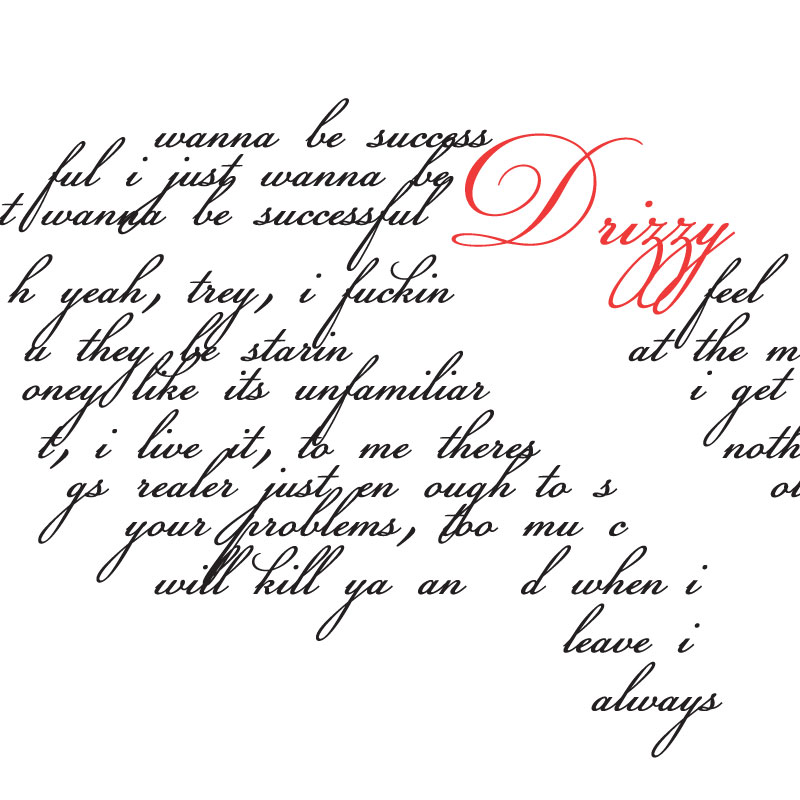 wanna be success
ful i just wanna be
t wanna be successful
Drizzy
h yeah, trey, i fuckin feel
u they be starin at the m
oney like its unfamiliar i get
t, i live it, to me theres noth
gs realer just en ough to s ol
your problems, too mu c
will kill ya an d when i
leave i
always